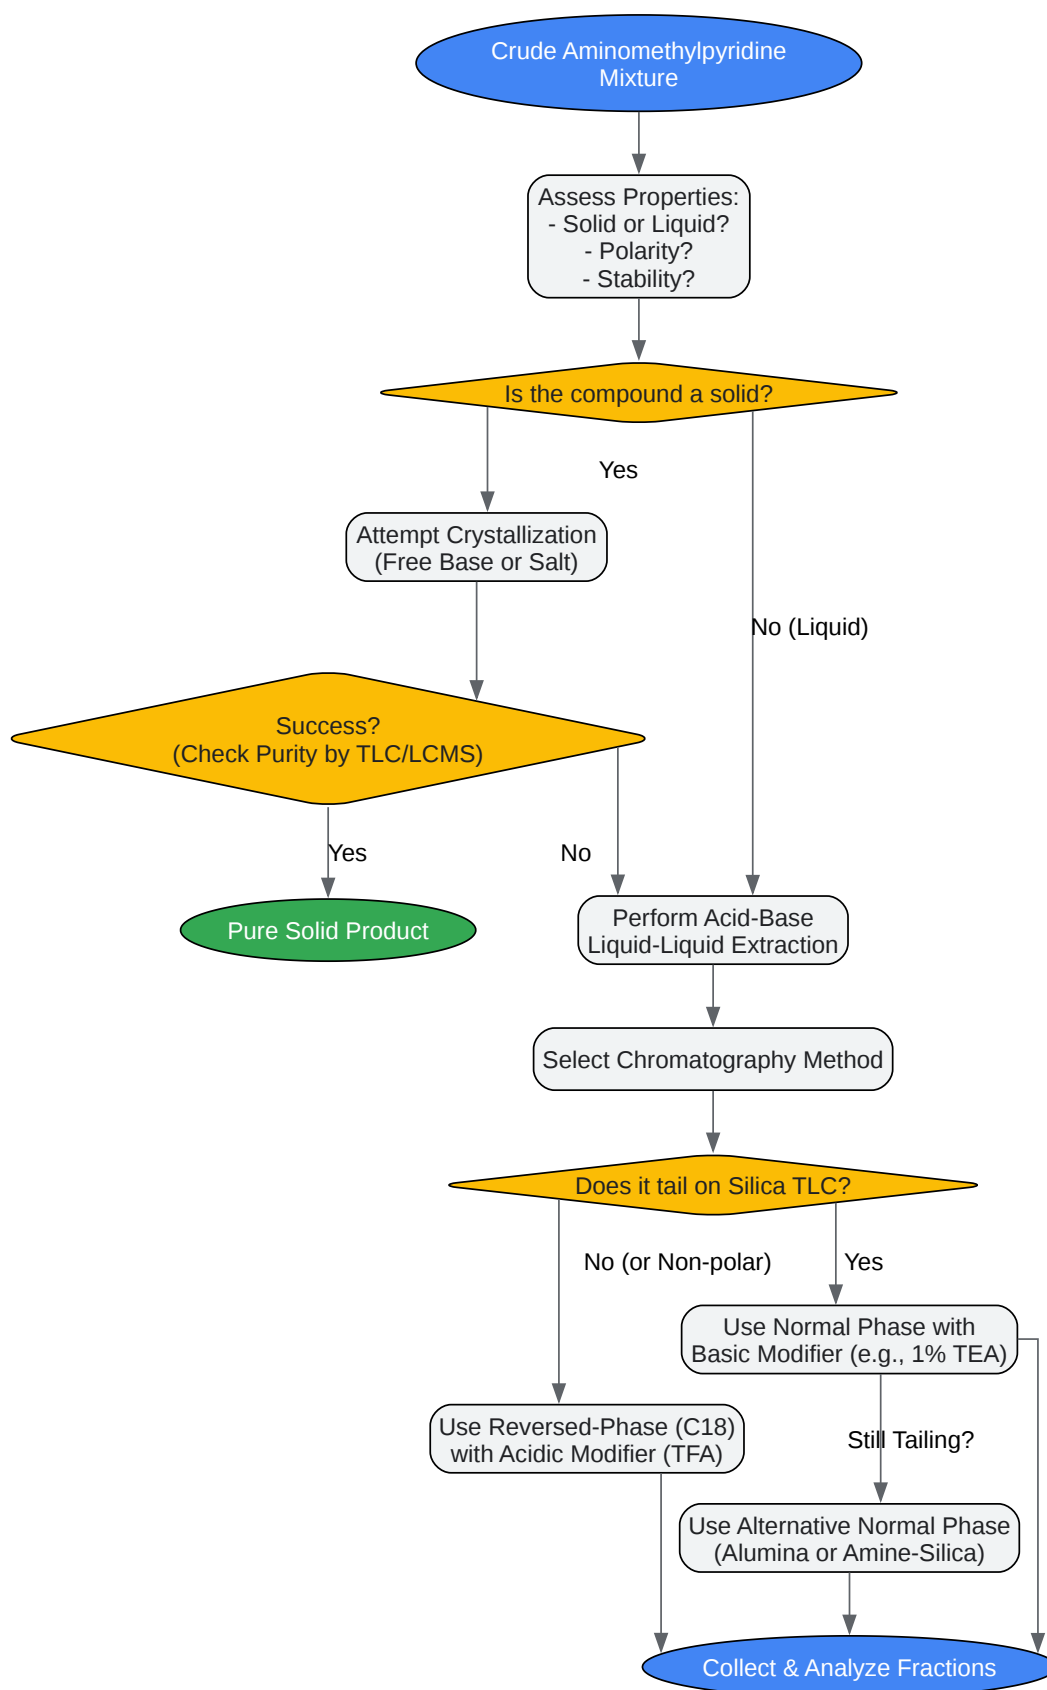 Crude Aminomethylpyridine
Mixture
Assess Properties:
- Solid or Liquid?
- Polarity?
- Stability?
Is the compound a solid?
Yes
Attempt Crystallization
(Free Base or Salt)
No (Liquid)
Success?
(Check Purity by TLC/LCMS)
Yes
No
Pure Solid Product
Perform Acid-Base
Liquid-Liquid Extraction
Select Chromatography Method
Does it tail on Silica TLC?
No (or Non-polar)
Yes
Use Normal Phase with
Basic Modifier (e.g., 1% TEA)
Use Reversed-Phase (C18)
with Acidic Modifier (TFA)
Still Tailing?
Use Alternative Normal Phase
(Alumina or Amine-Silica)
Collect & Analyze Fractions